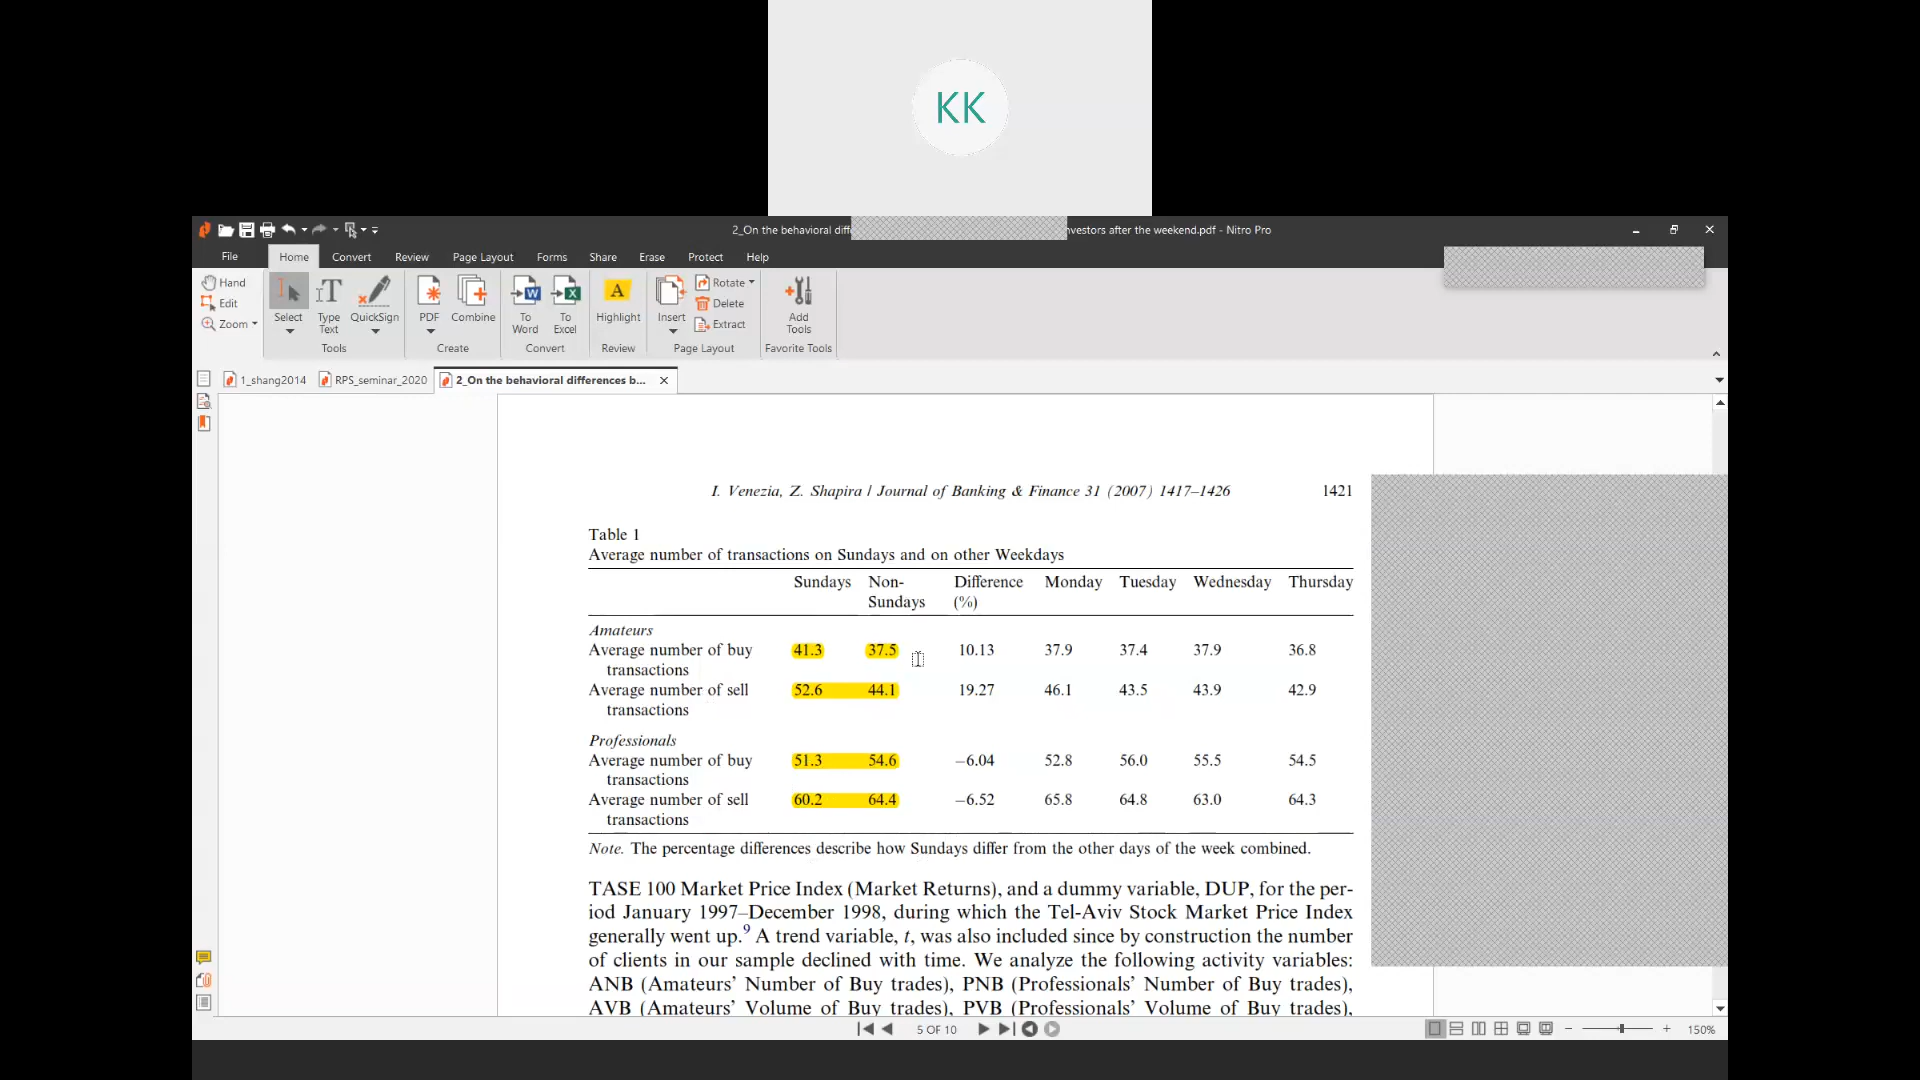 KK
2_On the behavioral diff
nvestors after the weekend.pdf - Nitro Pro
File Home Convert Review Page Layout Forms Share Erase Protect Help
Hand
Edit
Zoom
Select
Type Text
QuickSign
Tools
PDF
Combine
Create
To Word
To Excel
Convert
Highlight
Review
Insert
Rotate
Delete
Extract
Page Layout
Add Tools
Favorite Tools
1_shang2014 RPS_seminar_2020 2_On the behavioral differences b...
I. Venezia, Z. Shapira / Journal of Banking & Finance 31 (2007) 1417–1426 1421
Table 1
Average number of transactions on Sundays and on other Weekdays
Sundays Non- Difference Monday Tuesday Wednesday Thursday
Sundays (%)
Amateurs
Average number of buy 41.3 37.5 10.13 37.9 37.4 37.9 36.8
transactions
Average number of sell 52.6 44.1 19.27 46.1 43.5 43.9 42.9
transactions
Professionals
Average number of buy 51.3 54.6 −6.04 52.8 56.0 55.5 54.5
transactions
Average number of sell 60.2 64.4 −6.52 65.8 64.8 63.0 64.3
transactions
Note. The percentage differences describe how Sundays differ from the other days of the week combined.
TASE 100 Market Price Index (Market Returns), and a dummy variable, DUP, for the per-
iod January 1997–December 1998, during which the Tel-Aviv Stock Market Price Index
generally went up.9 A trend variable, t, was also included since by construction the number
of clients in our sample declined with time. We analyze the following activity variables:
ANB (Amateurs' Number of Buy trades), PNB (Professionals' Number of Buy trades),
AVB (Amateurs' Volume of Buy trades), PVB (Professionals' Volume of Buy trades),
5 OF 10
150%